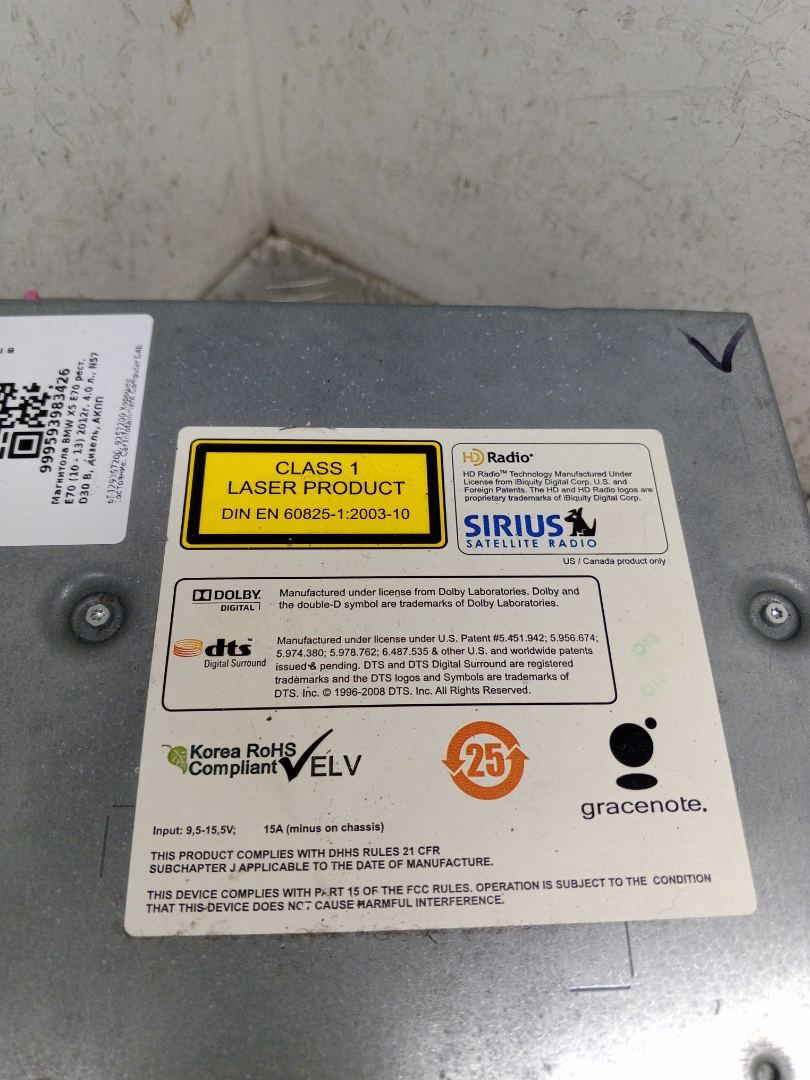 999593983426
Магнитола BMW X5 E70 рест.
E70 (10 - 13) 2012г. 4.0 л., N57
D30 B, дизель, АКПП
Car Infotainment Computer
CLASS 1
LASER PRODUCT
DIN EN 60825-1:2003-10
HD Radio
HD Radio™ Technology Manufactured Under
License from iBiquity Digital Corp. U.S. and
Foreign Patents. The HD and HD Radio logos are
proprietary trademarks of iBiquity Digital Corp.
SIRIUS
SATELLITE RADIO
US / Canada product only
DOLBY
DIGITAL
Manufactured under license from Dolby Laboratories. Dolby and
the double-D symbol are trademarks of Dolby Laboratories.
dts™
Digital Surround
Manufactured under license under U.S. Patent #5.451.942; 5.956.674;
5.974.380; 5.978.762; 6.487.535 & other U.S. and worldwide patents
issued & pending. DTS and DTS Digital Surround are registered
trademarks and the DTS logos and Symbols are trademarks of
DTS. Inc. © 1996-2008 DTS. Inc. All Rights Reserved.
Korea RoHS
Compliant
ELV
25
gracenote.
Input: 9,5-15,5V; 15A (minus on chassis)
THIS PRODUCT COMPLIES WITH DHHS RULES 21 CFR
SUBCHAPTER J APPLICABLE TO THE DATE OF MANUFACTURE.
THIS DEVICE COMPLIES WITH PART 15 OF THE FCC RULES. OPERATION IS SUBJECT TO THE CONDITION
THAT THIS DEVICE DOES NOT CAUSE HARMFUL INTERFERENCE.